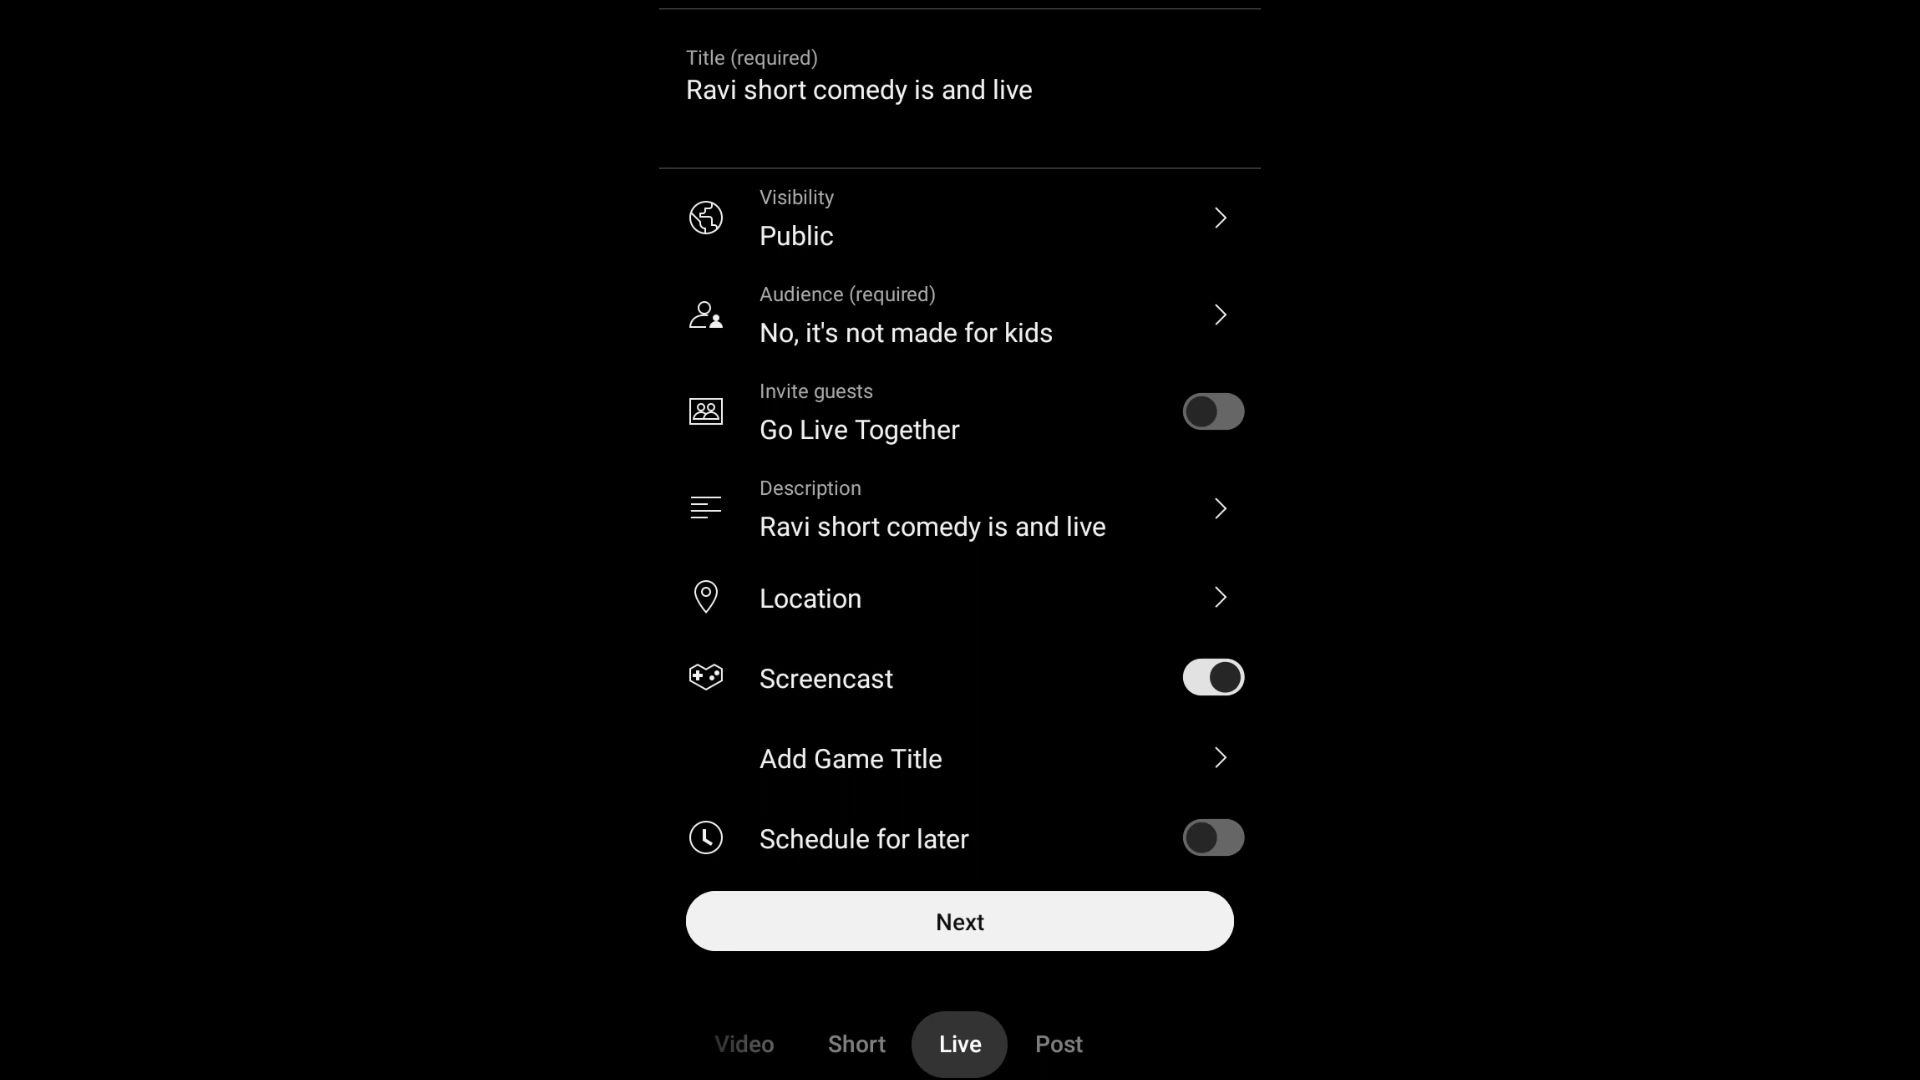 Title (required)
Ravi short comedy is and live
Visibility
Public
Audience (required)
No, it's not made for kids
Invite guests
Go Live Together
Description
Ravi short comedy is and live
Location
Screencast
Add Game Title
Schedule for later
Next
Video Short Live Post